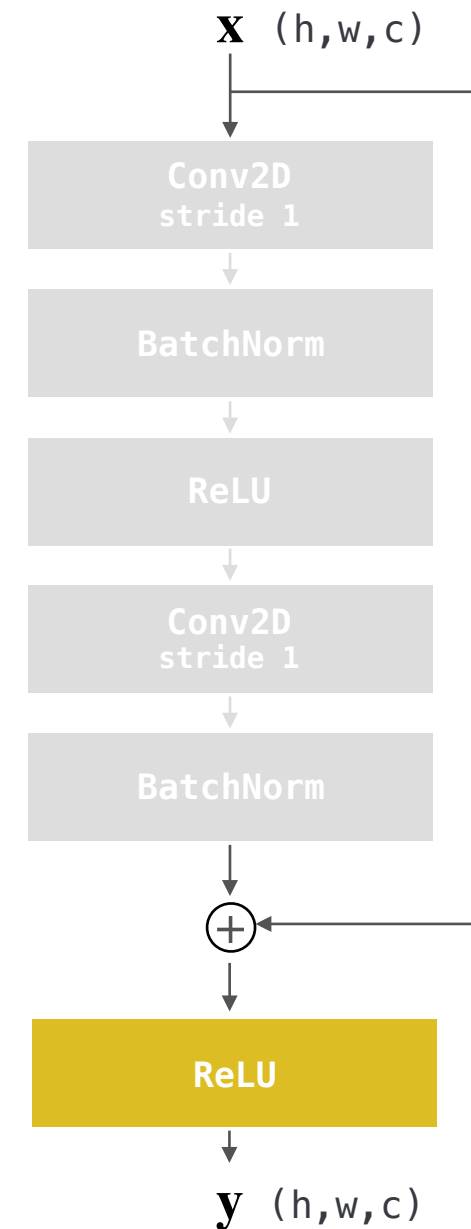 x (h,w,c)
Conv2D
stride 1
BatchNorm
ReLU
Conv2D
stride 1
BatchNorm
+
ReLU
y (h,w,c)